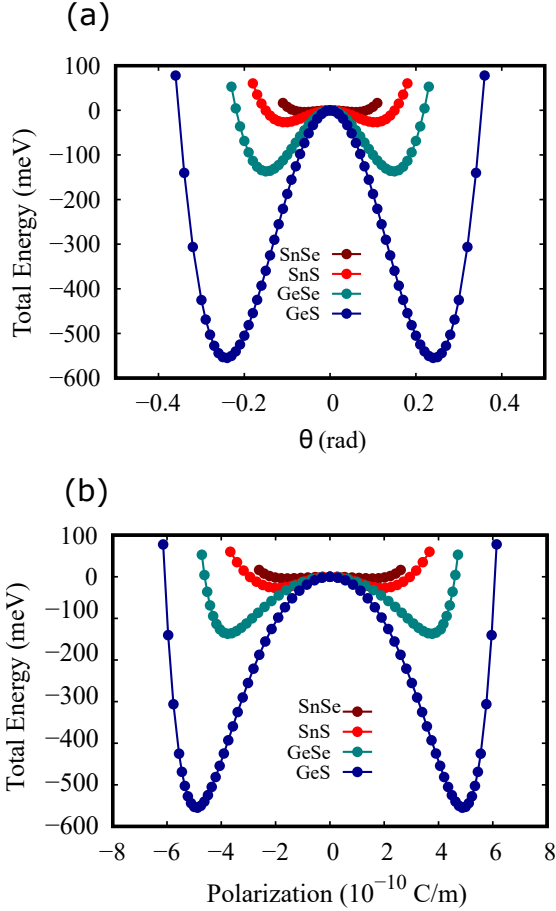 (a)
Total Energy (meV)
100
0
−100
−200
−300
−400
−500
−600
SnSe
SnS
GeSe
GeS
−0.4 −0.2 0 0.2 0.4
θ (rad)
(b)
Total Energy (meV)
100
0
−100
−200
−300
−400
−500
−600
SnSe
SnS
GeSe
GeS
−8 −6 −4 −2 0 2 4 6 8
Polarization (10⁻¹⁰ C/m)